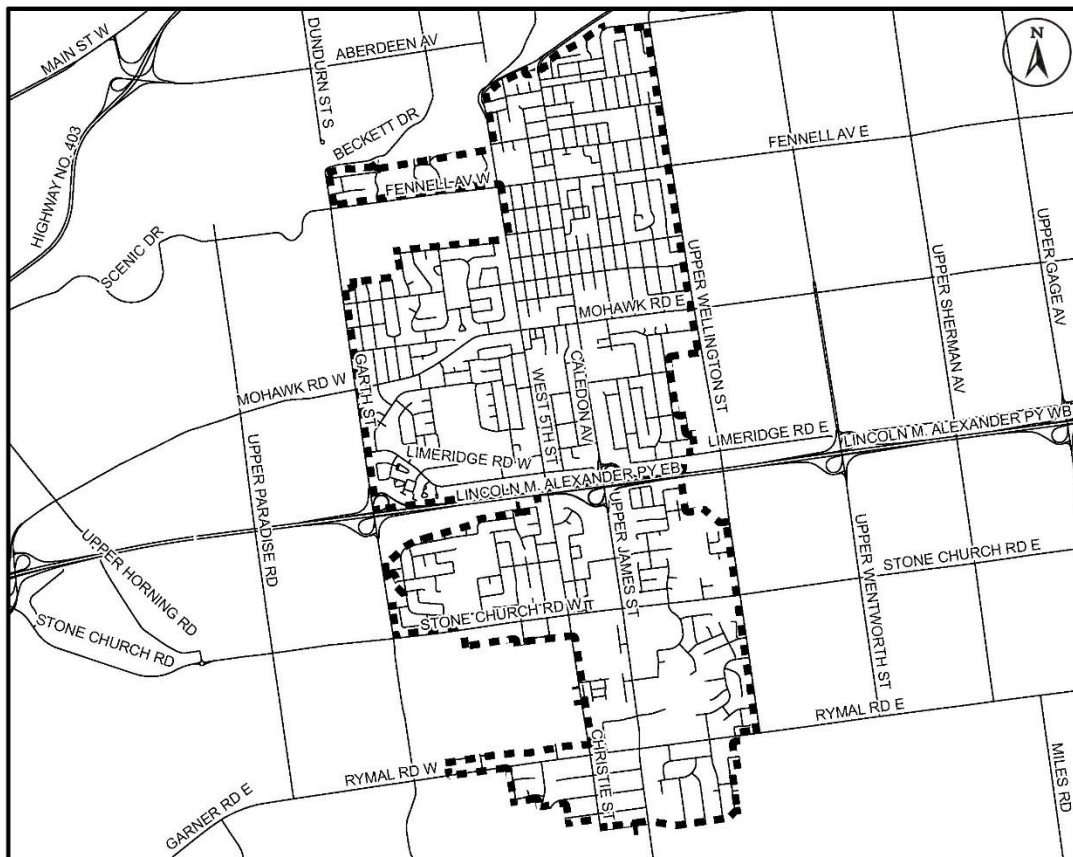 N
MAIN ST W
DUNDURN ST S
ABERDEEN AV
HIGHWAY NO. 403
BECKETT DR
FENNELL AV E
FENNELL AV W
SCENIC DR
UPPER WELLINGTON ST
UPPER SHERMAN AV
UPPER GAGE AV
MOHAWK RD E
MOHAWK RD W
GARTH ST
WEST 5TH ST
CALEDON AV
UPPER PARADISE RD
LIMERIDGE RD W
LIMERIDGE RD E
LINCOLN M. ALEXANDER PY WB
LINCOLN M. ALEXANDER PY EB
UPPER HORNING RD
UPPER JAMES ST
UPPER WENTWORTH ST
STONE CHURCH RD E
STONE CHURCH RD W
STONE CHURCH RD
RYMAL RD E
RYMAL RD W
CHRISTIE ST
MILES RD
GARNER RD E